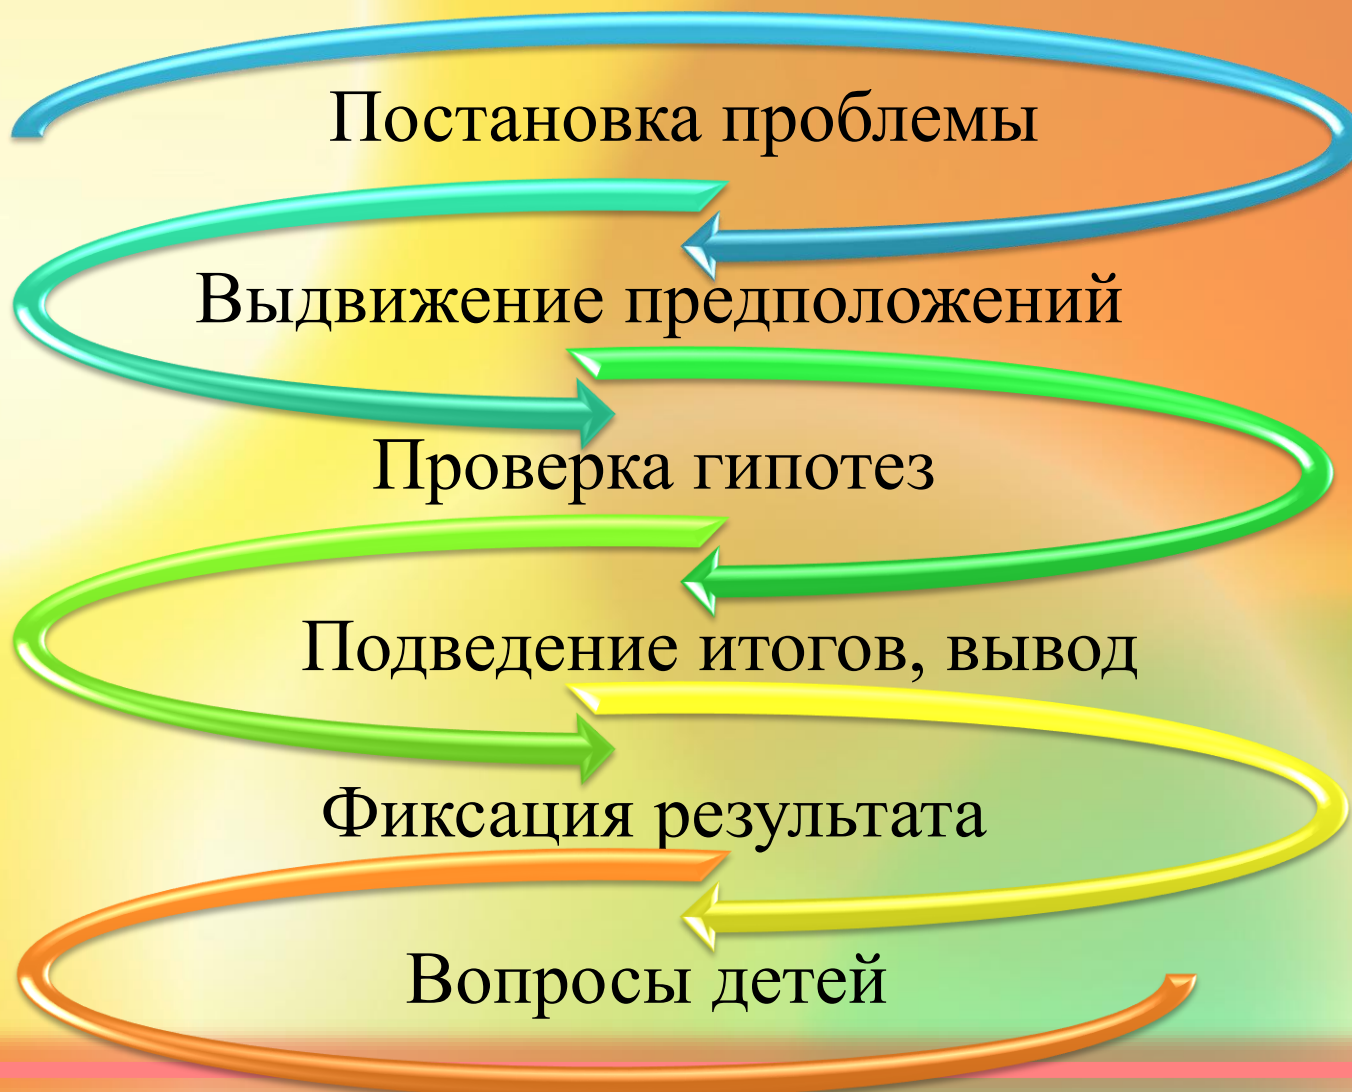 Постановка проблемы
Выдвижение предположений
Проверка гипотез
Подведение итогов, вывод
Фиксация результата
Вопросы детей